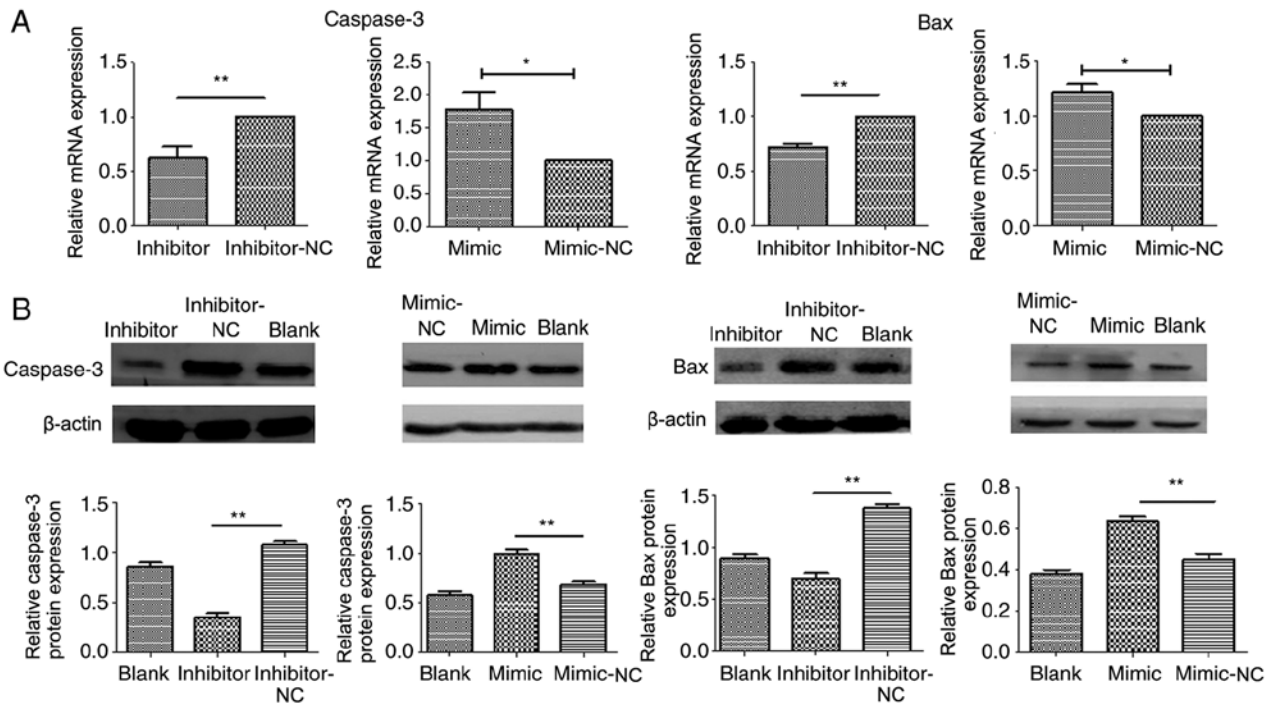 A
Caspase-3
Bax
Relative mRNA expression
1.5
1.0
0.5
0.0
**
Inhibitor
Inhibitor-NC
Relative mRNA expression
2.5
2.0
1.5
1.0
0.5
0.0
*
Mimic
Mimic-NC
Relative mRNA expression
1.5
1.0
0.5
0.0
**
Inhibitor
Inhibitor-NC
Relative mRNA expression
1.5
1.0
0.5
0.0
*
Mimic
Mimic-NC
B
Inhibitor
Inhibitor-
NC
Blank
Caspase-3
β-actin
Mimic-
NC
Mimic
Blank
Inhibitor
Inhibitor-
NC
Blank
Bax
β-actin
Mimic-
NC
Mimic
Blank
Relative caspase-3
protein expression
1.5
1.0
0.5
0.0
**
Blank
Inhibitor
Inhibitor-
NC
Relative caspase-3
protein expression
1.5
1.0
0.5
0.0
**
Blank
Mimic
Mimic-NC
Relative Bax protein
expression
1.5
1.0
0.5
0.0
**
Blank
Inhibitor
Inhibitor-
NC
Relative Bax protein
expression
0.8
0.6
0.4
0.2
0.0
**
Blank
Mimic
Mimic-NC